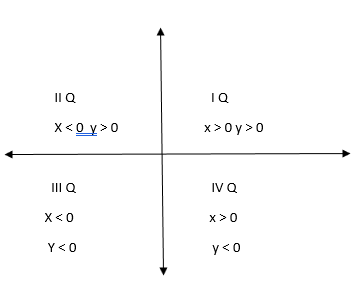 II Q
X < 0 y > 0
I Q
x > 0 y > 0
III Q
X < 0
Y < 0
IV Q
x > 0
y < 0